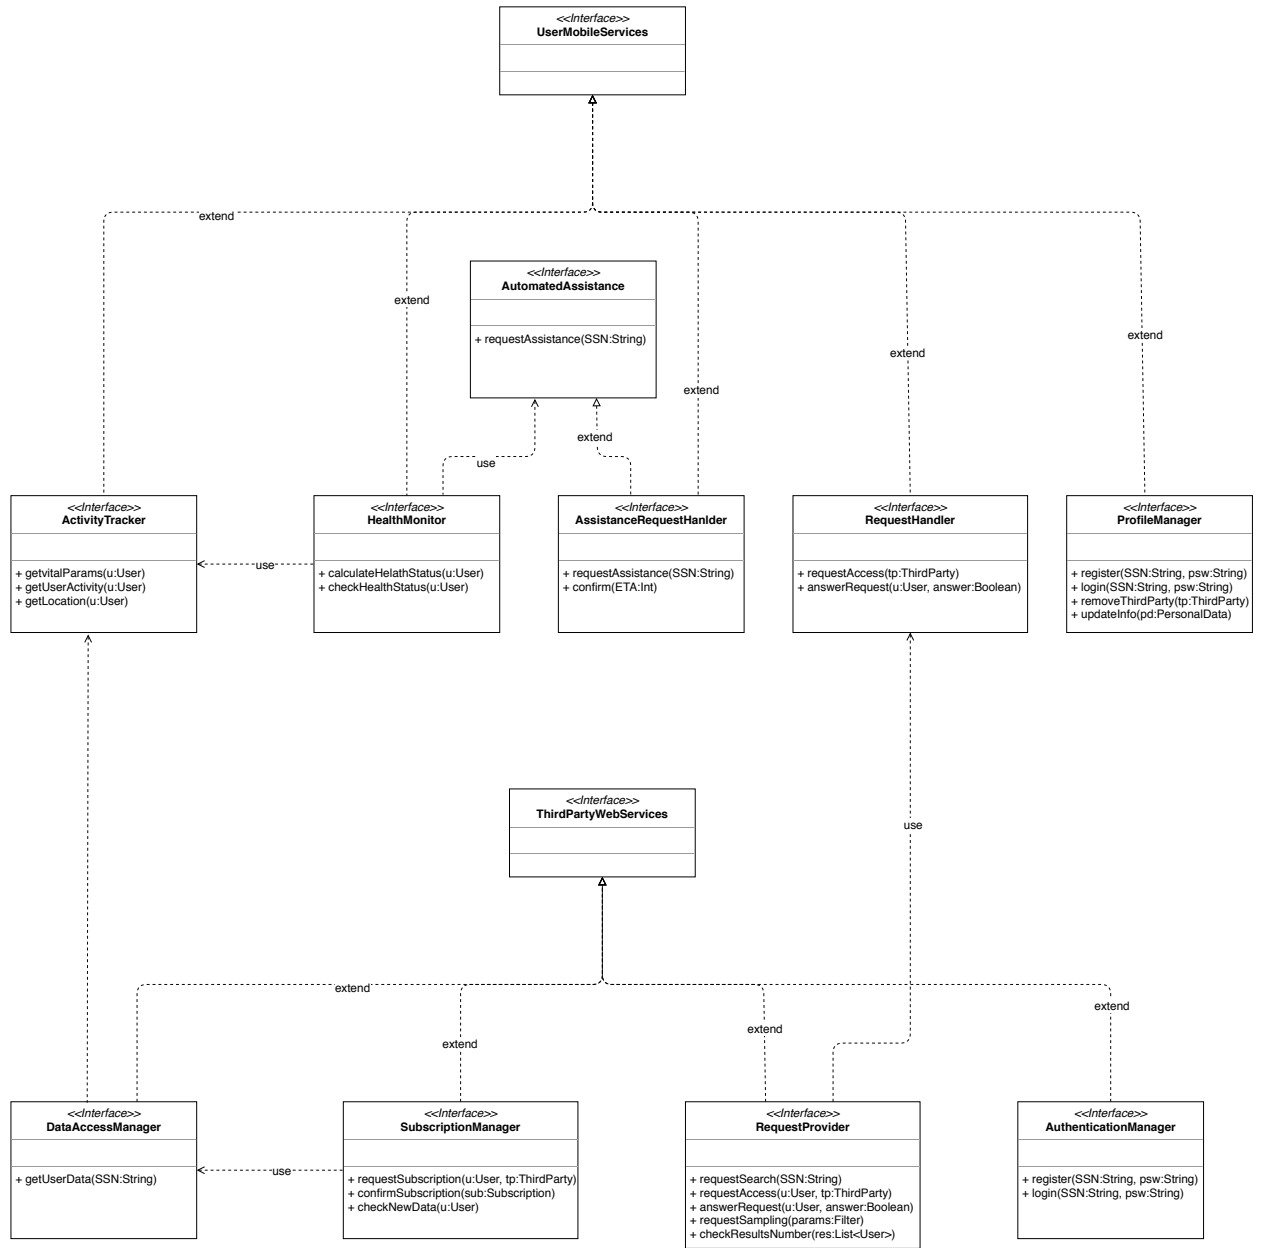 <<Interface>>
UserMobileServices
extend
<<Interface>>
AutomatedAssistance
+ requestAssistance(SSN:String)
extend
extend
extend
extend
extend
use
<<Interface>>
ActivityTracker
+ getvitalParams(u:User)
+ getUserActivity(u:User)
+ getLocation(u:User)
use
<<Interface>>
HealthMonitor
+ calculateHelathStatus(u:User)
+ checkHealthStatus(u:User)
<<Interface>>
AssistanceRequestHanlder
+ requestAssistance(SSN:String)
+ confirm(ETA:Int)
<<Interface>>
RequestHandler
+ requestAccess(tp:ThirdParty)
+ answerRequest(u:User, answer:Boolean)
<<Interface>>
ProfileManager
+ register(SSN:String, psw:String)
+ login(SSN:String, psw:String)
+ removeThirdParty(tp:ThirdParty)
+ updateInfo(pd:PersonalData)
<<Interface>>
ThirdPartyWebServices
use
extend
extend
extend
extend
<<Interface>>
DataAccessManager
+ getUserData(SSN:String)
use
<<Interface>>
SubscriptionManager
+ requestSubscription(u:User, tp:ThirdParty)
+ confirmSubscription(sub:Subscription)
+ checkNewData(u:User)
<<Interface>>
RequestProvider
+ requestSearch(SSN:String)
+ requestAccess(u:User, tp:ThirdParty)
+ answerRequest(u:User, answer:Boolean)
+ requestSampling(params:Filter)
+ checkResultsNumber(res:List<User>)
<<Interface>>
AuthenticationManager
+ register(SSN:String, psw:String)
+ login(SSN:String, psw:String)